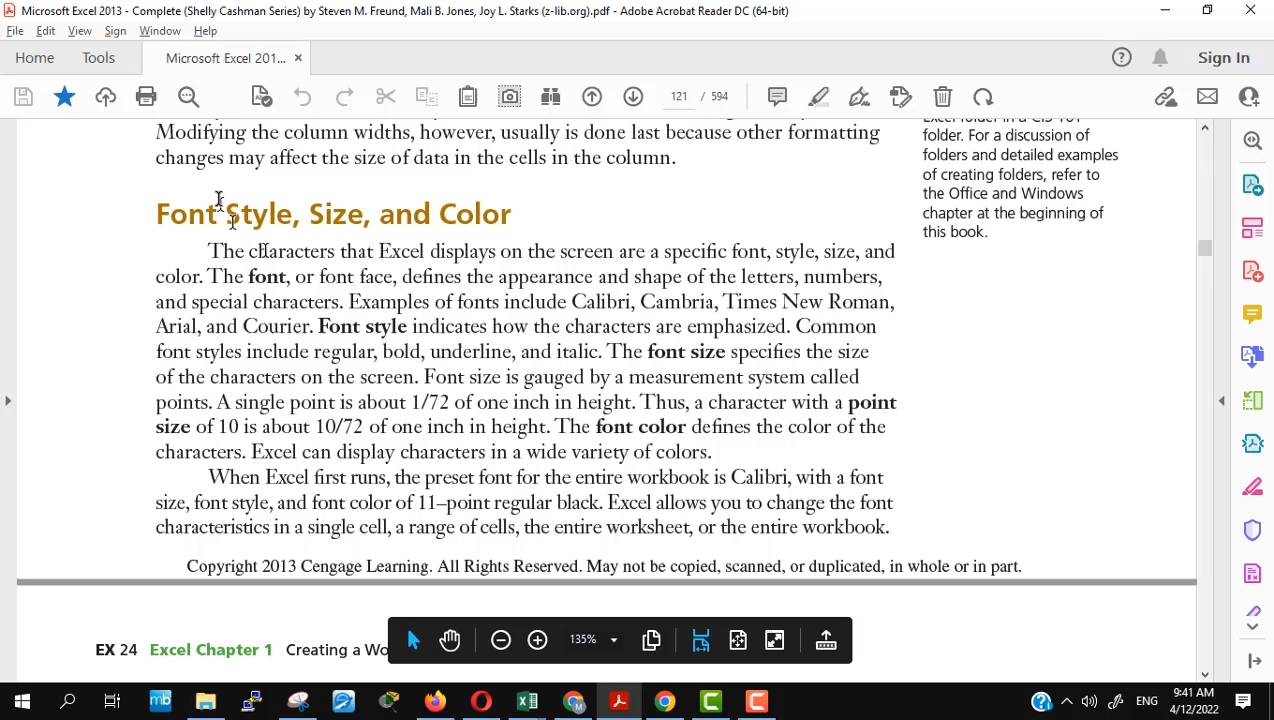 Microsoft Excel 2013 - Complete (Shelly Cashman Series) by Steven M. Freund, Mali B. Jones, Joy L. Starks (z-lib.org).pdf - Adobe Acrobat Reader DC (64-bit)
File Edit View Sign Window Help
Home Tools Microsoft Excel 201... × Sign In
121 / 594
Modifying the column widths, however, usually is done last because other formatting
changes may affect the size of data in the cells in the column.
folder. For a discussion of
folders and detailed examples
of creating folders, refer to
the Office and Windows
chapter at the beginning of
this book.
Font Style, Size, and Color
The characters that Excel displays on the screen are a specific font, style, size, and
color. The font, or font face, defines the appearance and shape of the letters, numbers,
and special characters. Examples of fonts include Calibri, Cambria, Times New Roman,
Arial, and Courier. Font style indicates how the characters are emphasized. Common
font styles include regular, bold, underline, and italic. The font size specifies the size
of the characters on the screen. Font size is gauged by a measurement system called
points. A single point is about 1/72 of one inch in height. Thus, a character with a point
size of 10 is about 10/72 of one inch in height. The font color defines the color of the
characters. Excel can display characters in a wide variety of colors.
When Excel first runs, the preset font for the entire workbook is Calibri, with a font
size, font style, and font color of 11–point regular black. Excel allows you to change the font
characteristics in a single cell, a range of cells, the entire worksheet, or the entire workbook.
Copyright 2013 Cengage Learning. All Rights Reserved. May not be copied, scanned, or duplicated, in whole or in part.
EX 24 Excel Chapter 1 Creating a Wo
135%
mb
ENG
9:41 AM
4/12/2022